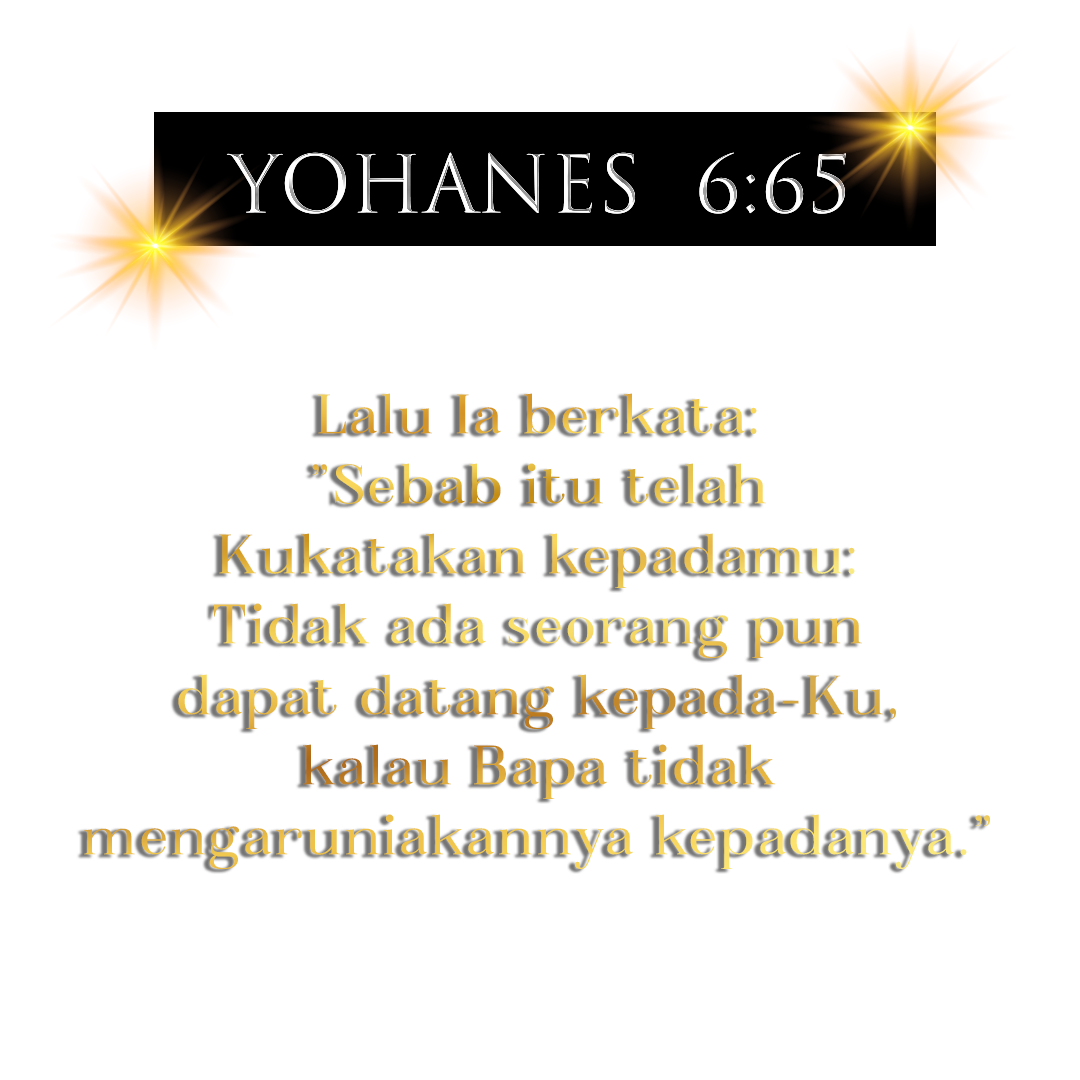 YOHANES 6:65
Lalu Ia berkata:
”Sebab itu telah
Kukatakan kepadamu:
Tidak ada seorang pun
dapat datang kepada-Ku,
kalau Bapa tidak
mengaruniakannya kepadanya.”